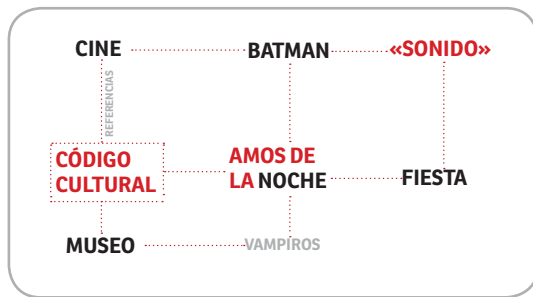 CINE
BATMAN
«SONIDO»
REFERENCIAS
CÓDIGO
CULTURAL
AMOS DE
LA NOCHE
FIESTA
MUSEO
VAMPIROS